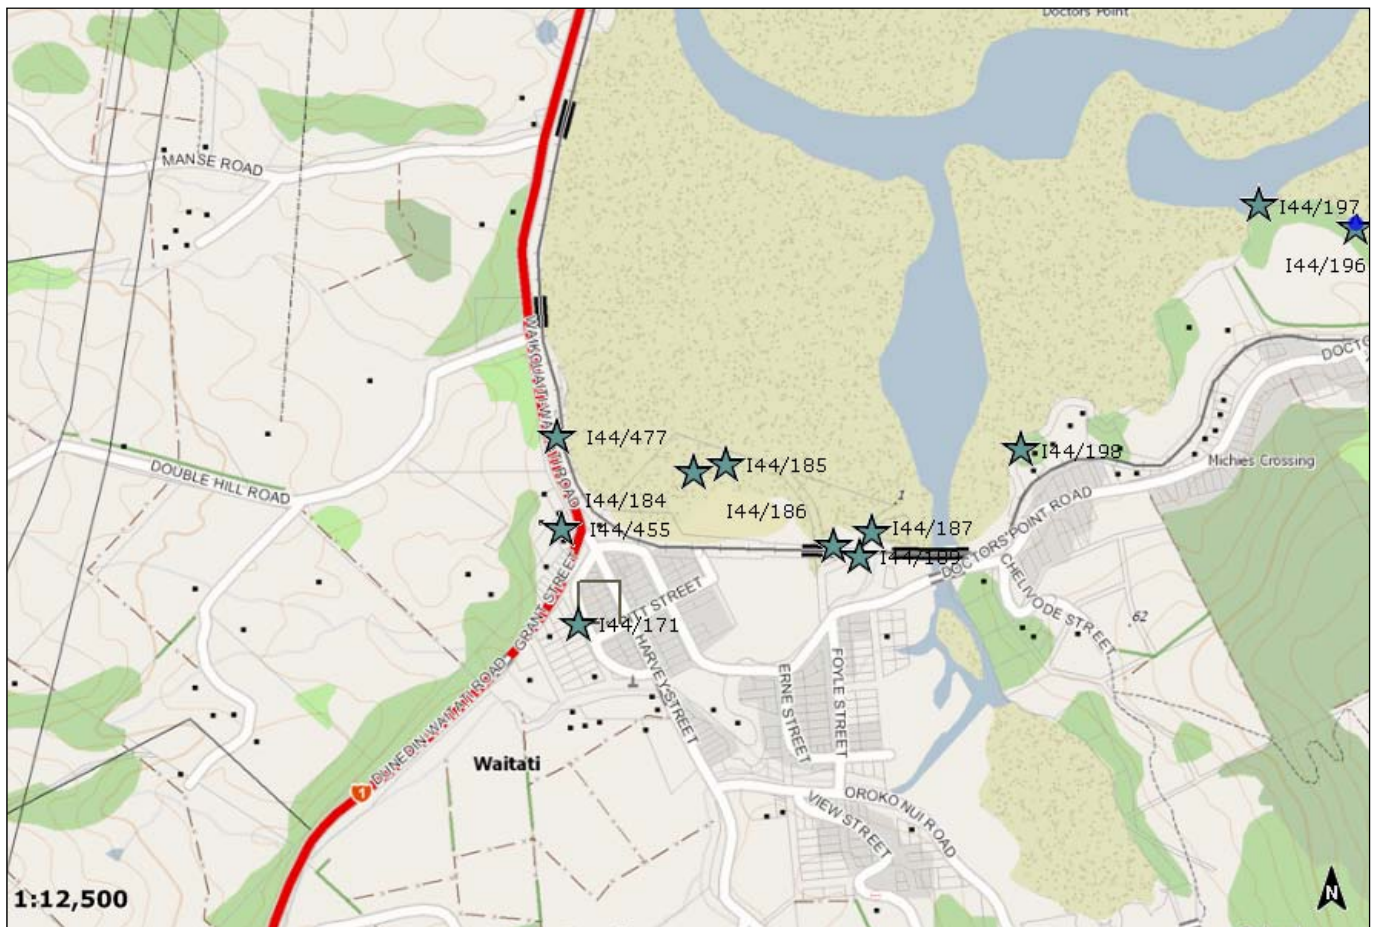 Doctors Point
MANSE ROAD
I44/197
I44/196
DOCTO
WAIKOUAITI-WA
ROAD
I44/477
I44/198
Michies Crossing
DOUBLE HILL ROAD
I44/185
I44/184
1
I44/186
I44/187
I44/455
DOCTORS POINT ROAD
GRANT STREET
CHELIVODE STREET
62
I44/171
HARVEY STREET
ERNE STREET
FOYLE STREET
DUNEDIN-WAITATI ROAD
Waitati
1
OROKO NUI ROAD
VIEW STREET
1:12,500
N